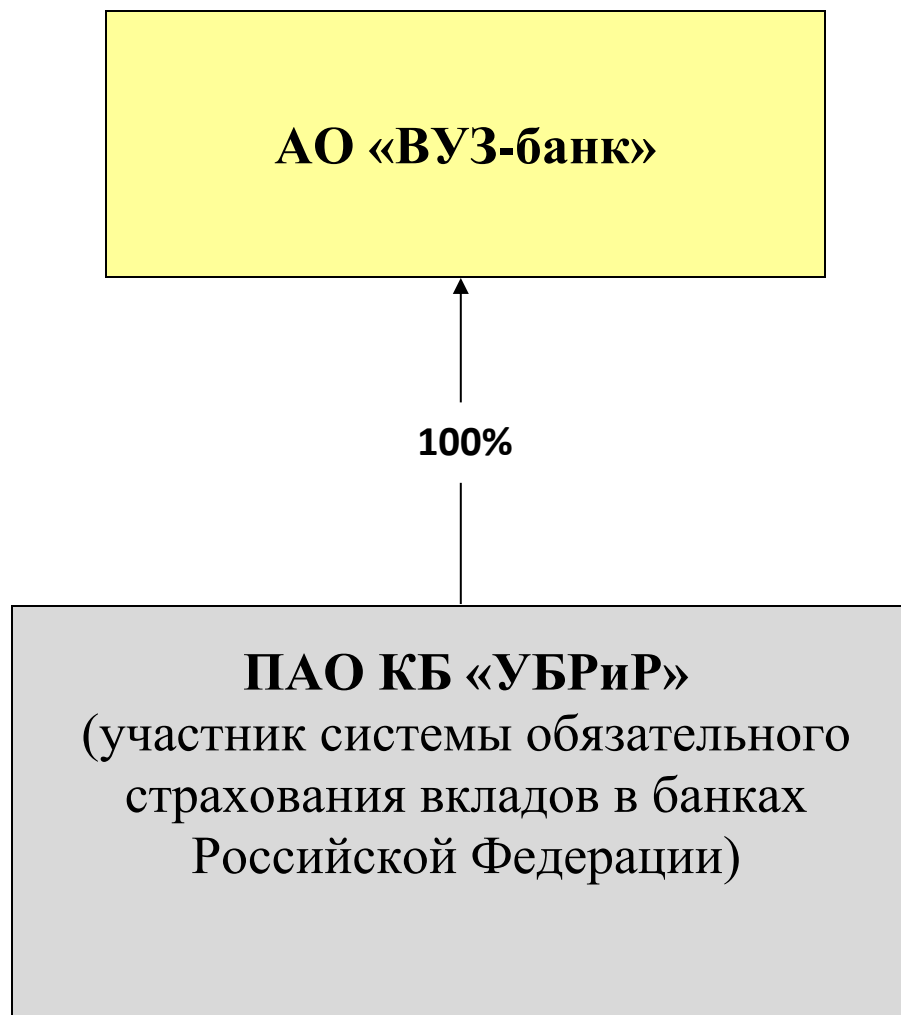 АО «ВУЗ-банк»
100%
ПАО КБ «УБРиР»
(участник системы обязательного
страхования вкладов в банках
Российской Федерации)